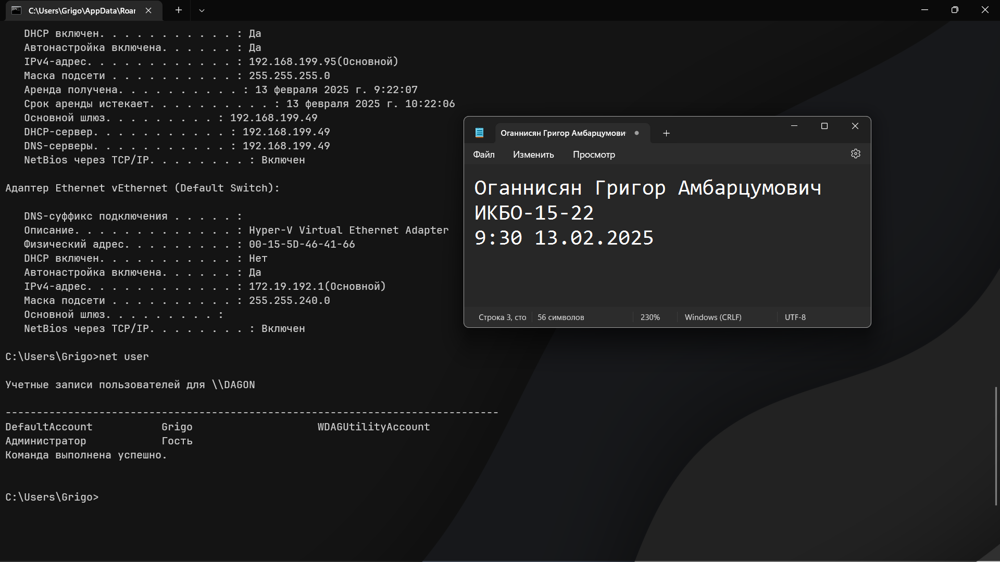 C:\Users\Grigo\AppData\Roar
DHCP включен. . . . . . . . . . . : Да
Автонастройка включена. . . . . . : Да
IPv4-адрес. . . . . . . . . . . . : 192.168.199.95(Основной)
Маска подсети . . . . . . . . . . : 255.255.255.0
Аренда получена. . . . . . . . . . : 13 февраля 2025 г. 9:22:07
Срок аренды истекает. . . . . . . . . . : 13 февраля 2025 г. 10:22:06
Основной шлюз. . . . . . . . . : 192.168.199.49
DHCP-сервер. . . . . . . . . . . : 192.168.199.49
DNS-серверы. . . . . . . . . . . : 192.168.199.49
NetBios через TCP/IP. . . . . . . . : Включен
Адаптер Ethernet vEthernet (Default Switch):
DNS-суффикс подключения . . . . . :
Описание. . . . . . . . . . . . . : Hyper-V Virtual Ethernet Adapter
Физический адрес. . . . . . . . . : 00-15-5D-46-41-66
DHCP включен. . . . . . . . . . . : Нет
Автонастройка включена. . . . . . : Да
IPv4-адрес. . . . . . . . . . . . : 172.19.192.1(Основной)
Маска подсети . . . . . . . . . . : 255.255.240.0
Основной шлюз. . . . . . . . . :
NetBios через TCP/IP. . . . . . . . : Включен
C:\Users\Grigo>net user
Учетные записи пользователей для \\DAGON
-------------------------------------------------------------------------------
DefaultAccount Grigo WDAGUtilityAccount
Администратор Гость
Команда выполнена успешно.
C:\Users\Grigo>
Оганнисян Григор Амбарцумови
Файл Изменить Просмотр
Оганнисян Григор Амбарцумович
ИКБО-15-22
9:30 13.02.2025
Строка 3, сто 56 символов 230% Windows (CRLF) UTF-8